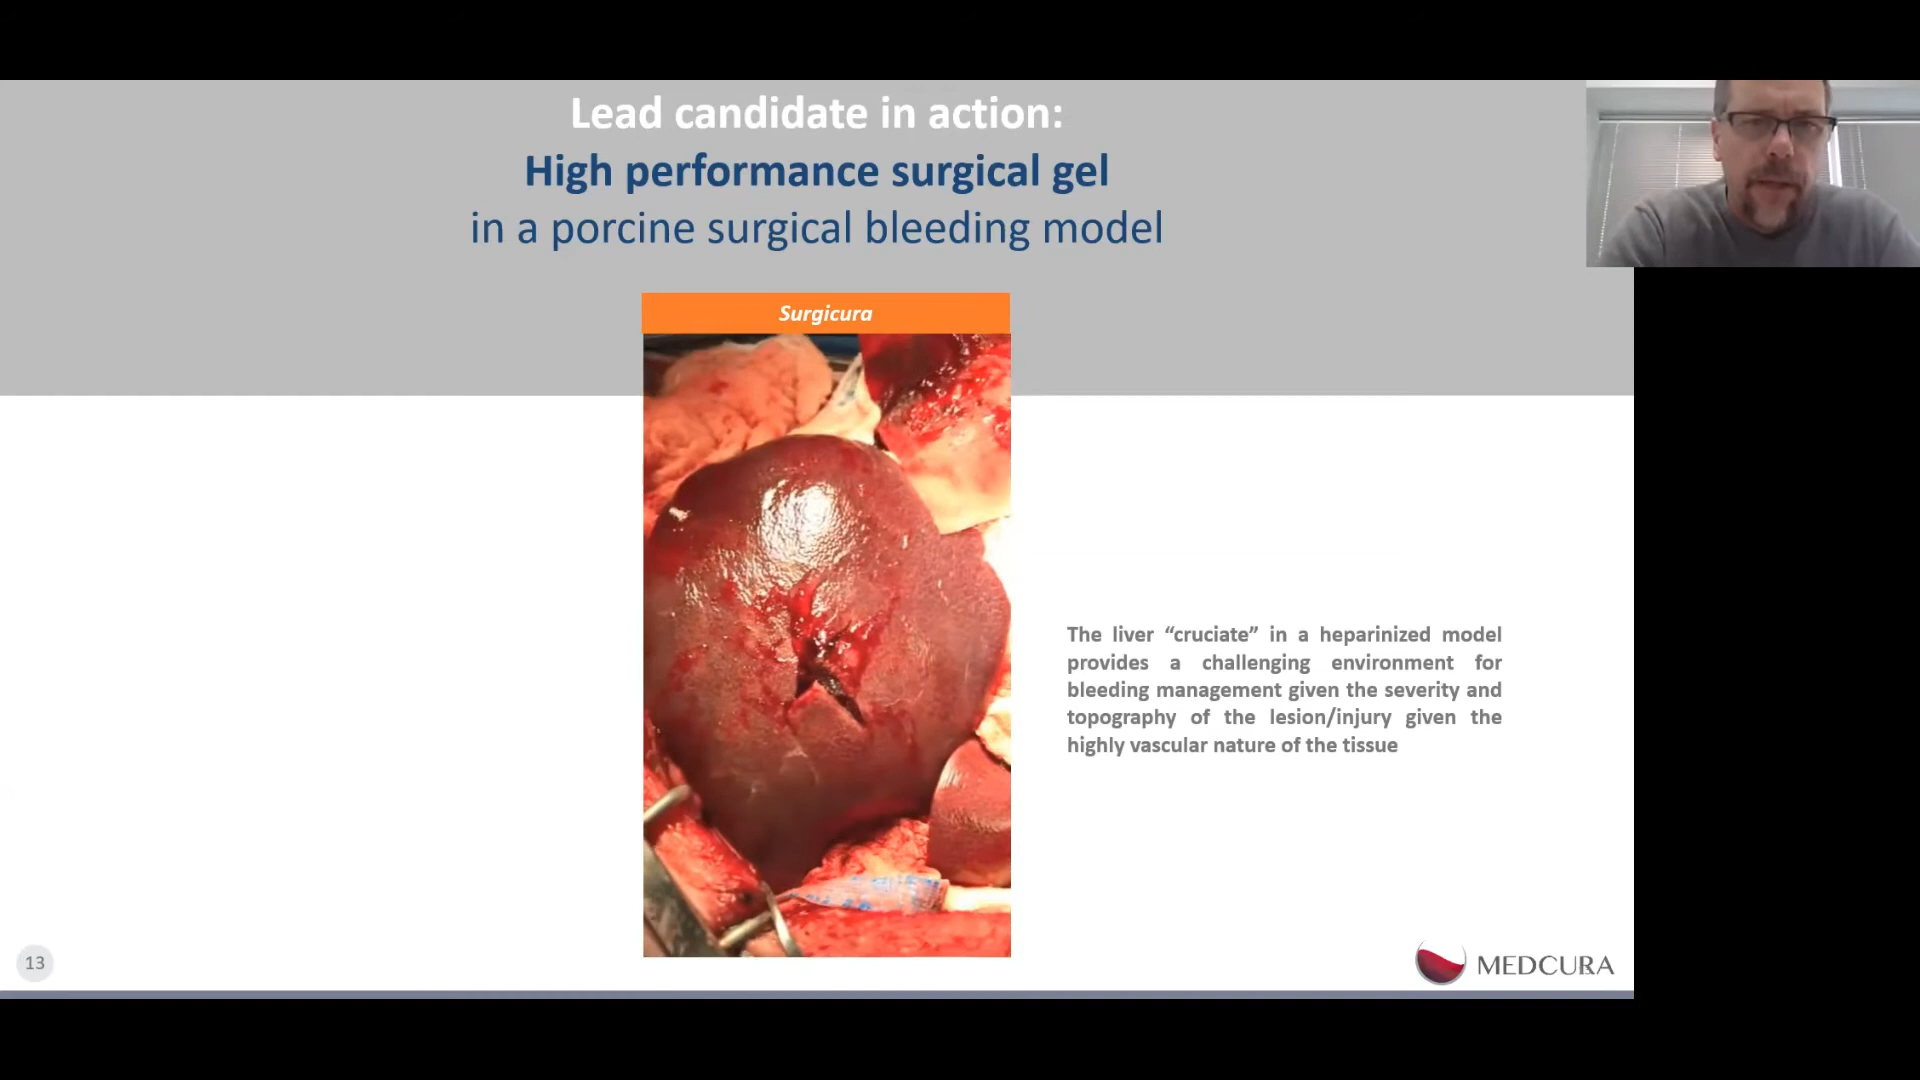 Lead candidate in action:
High performance surgical gel
in a porcine surgical bleeding model
Surgicura
The liver “cruciate” in a heparinized model
provides a challenging environment for
bleeding management given the severity and
topography of the lesion/injury given the
highly vascular nature of the tissue
13
MEDCURA